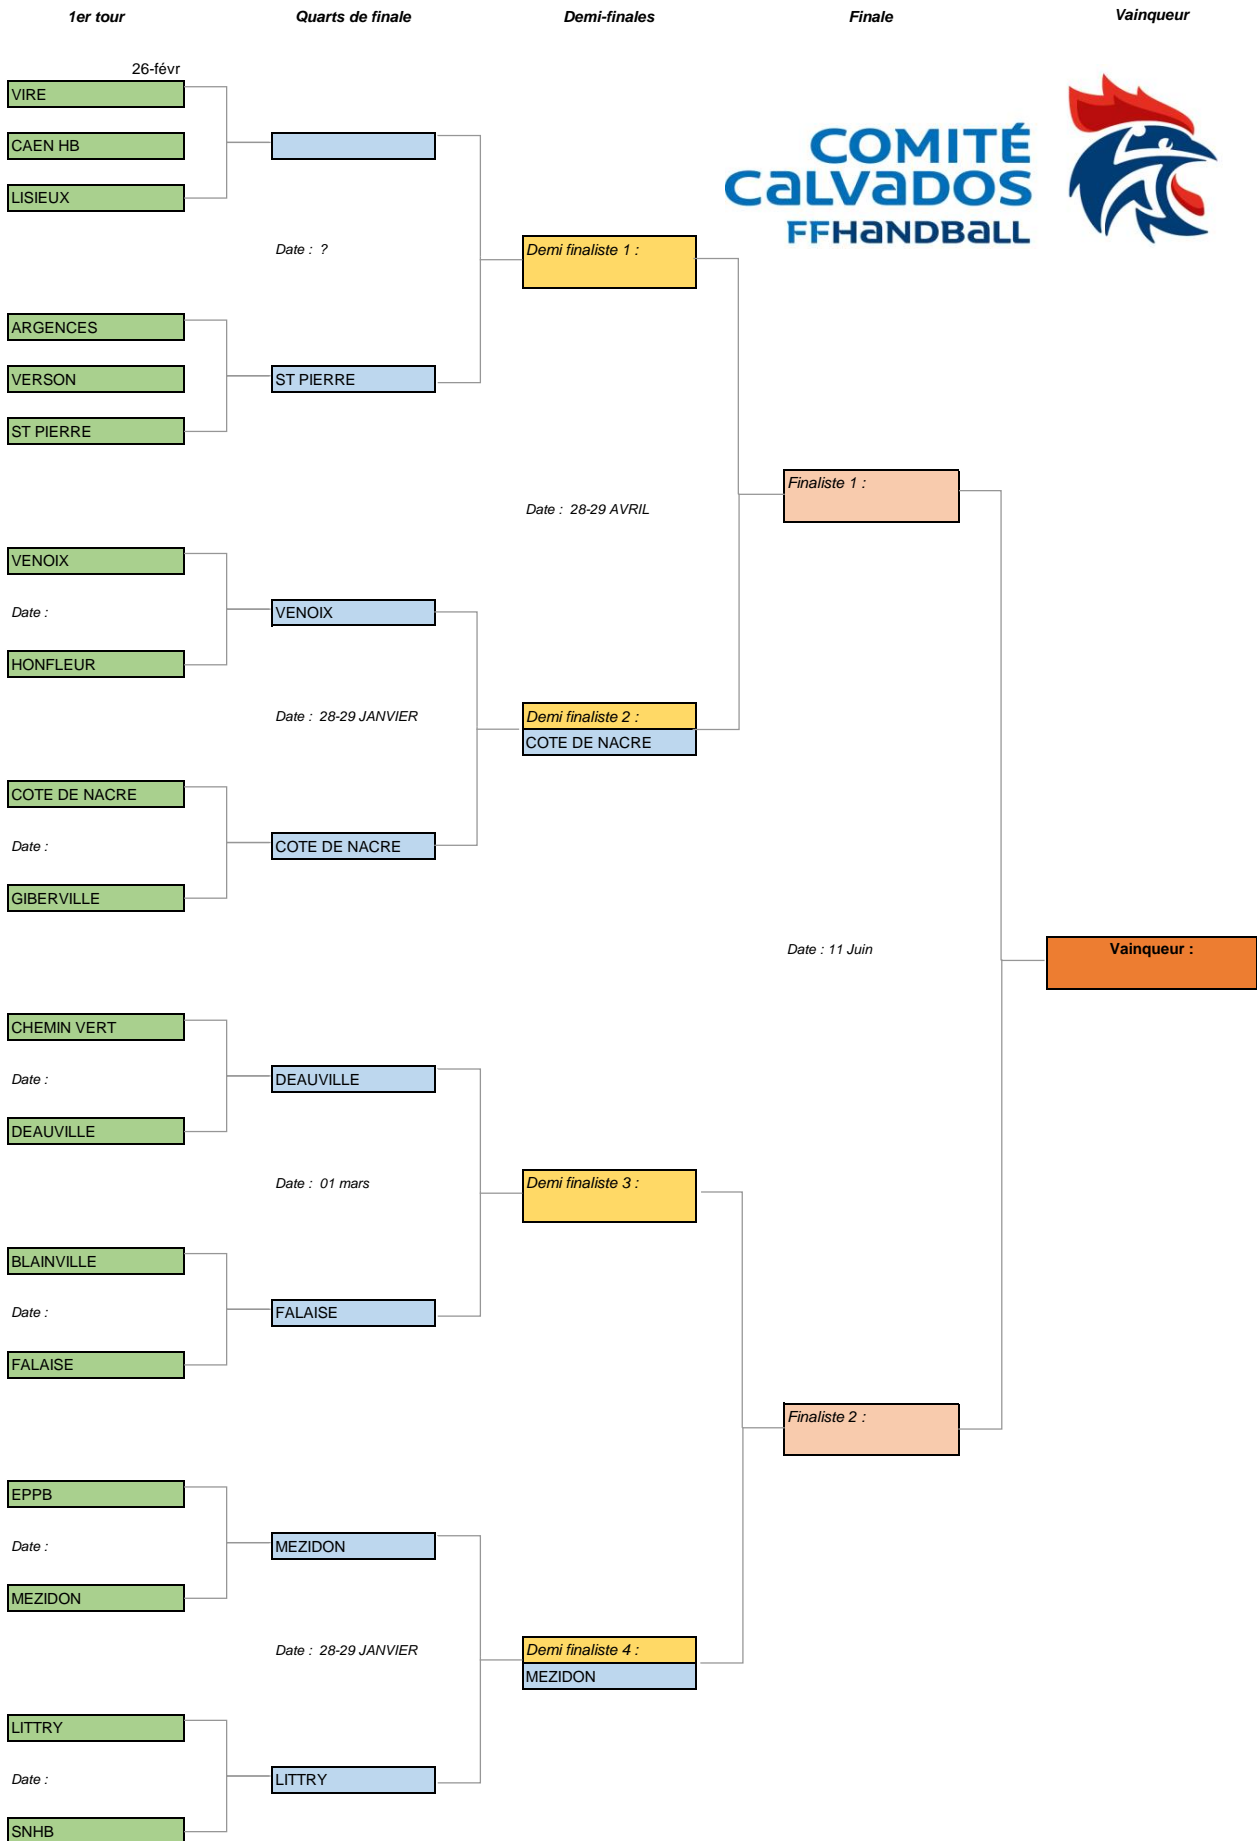 1er tour
Quarts de finale
Demi-finales
Finale
Vainqueur
26-févr
VIRE
CAEN HB
LISIEUX
COMITÉ
CALVADOS
FFHANDBALL
Date : ?
Demi finaliste 1 :
ARGENCES
VERSON
ST PIERRE
ST PIERRE
Finaliste 1 :
Date : 28-29 AVRIL
VENOIX
Date :
VENOIX
HONFLEUR
Date : 28-29 JANVIER
Demi finaliste 2 :
COTE DE NACRE
COTE DE NACRE
Date :
COTE DE NACRE
GIBERVILLE
Date : 11 Juin
Vainqueur :
CHEMIN VERT
Date :
DEAUVILLE
DEAUVILLE
Date : 01 mars
Demi finaliste 3 :
BLAINVILLE
Date :
FALAISE
FALAISE
Finaliste 2 :
EPPB
Date :
MEZIDON
MEZIDON
Date : 28-29 JANVIER
Demi finaliste 4 :
MEZIDON
LITTRY
Date :
LITTRY
SNHB